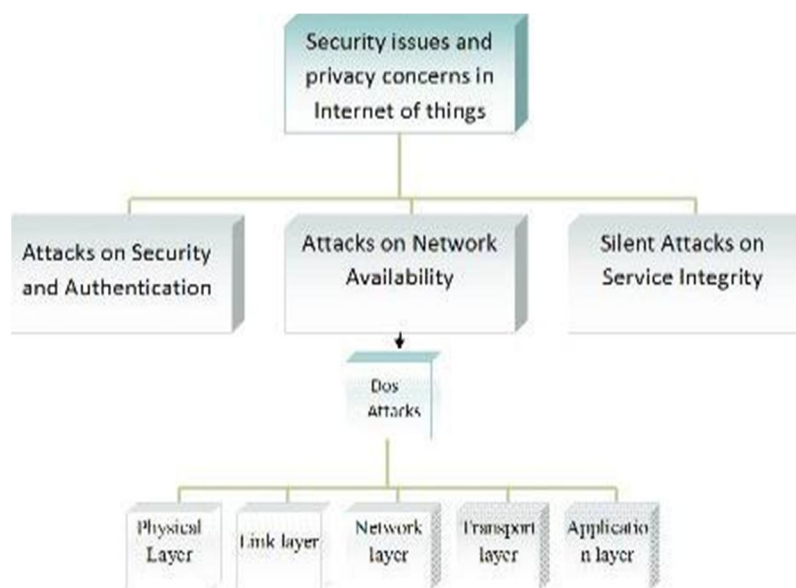 Security issues and
privacy concerns in
Internet of things
Attacks on Security
and Authentication
Attacks on Network
Availability
Silent Attacks on
Service Integrity
Dos
Attacks
Physical
Layer
Link layer
Network
layer
Transport
layer
Applicatio
n layer